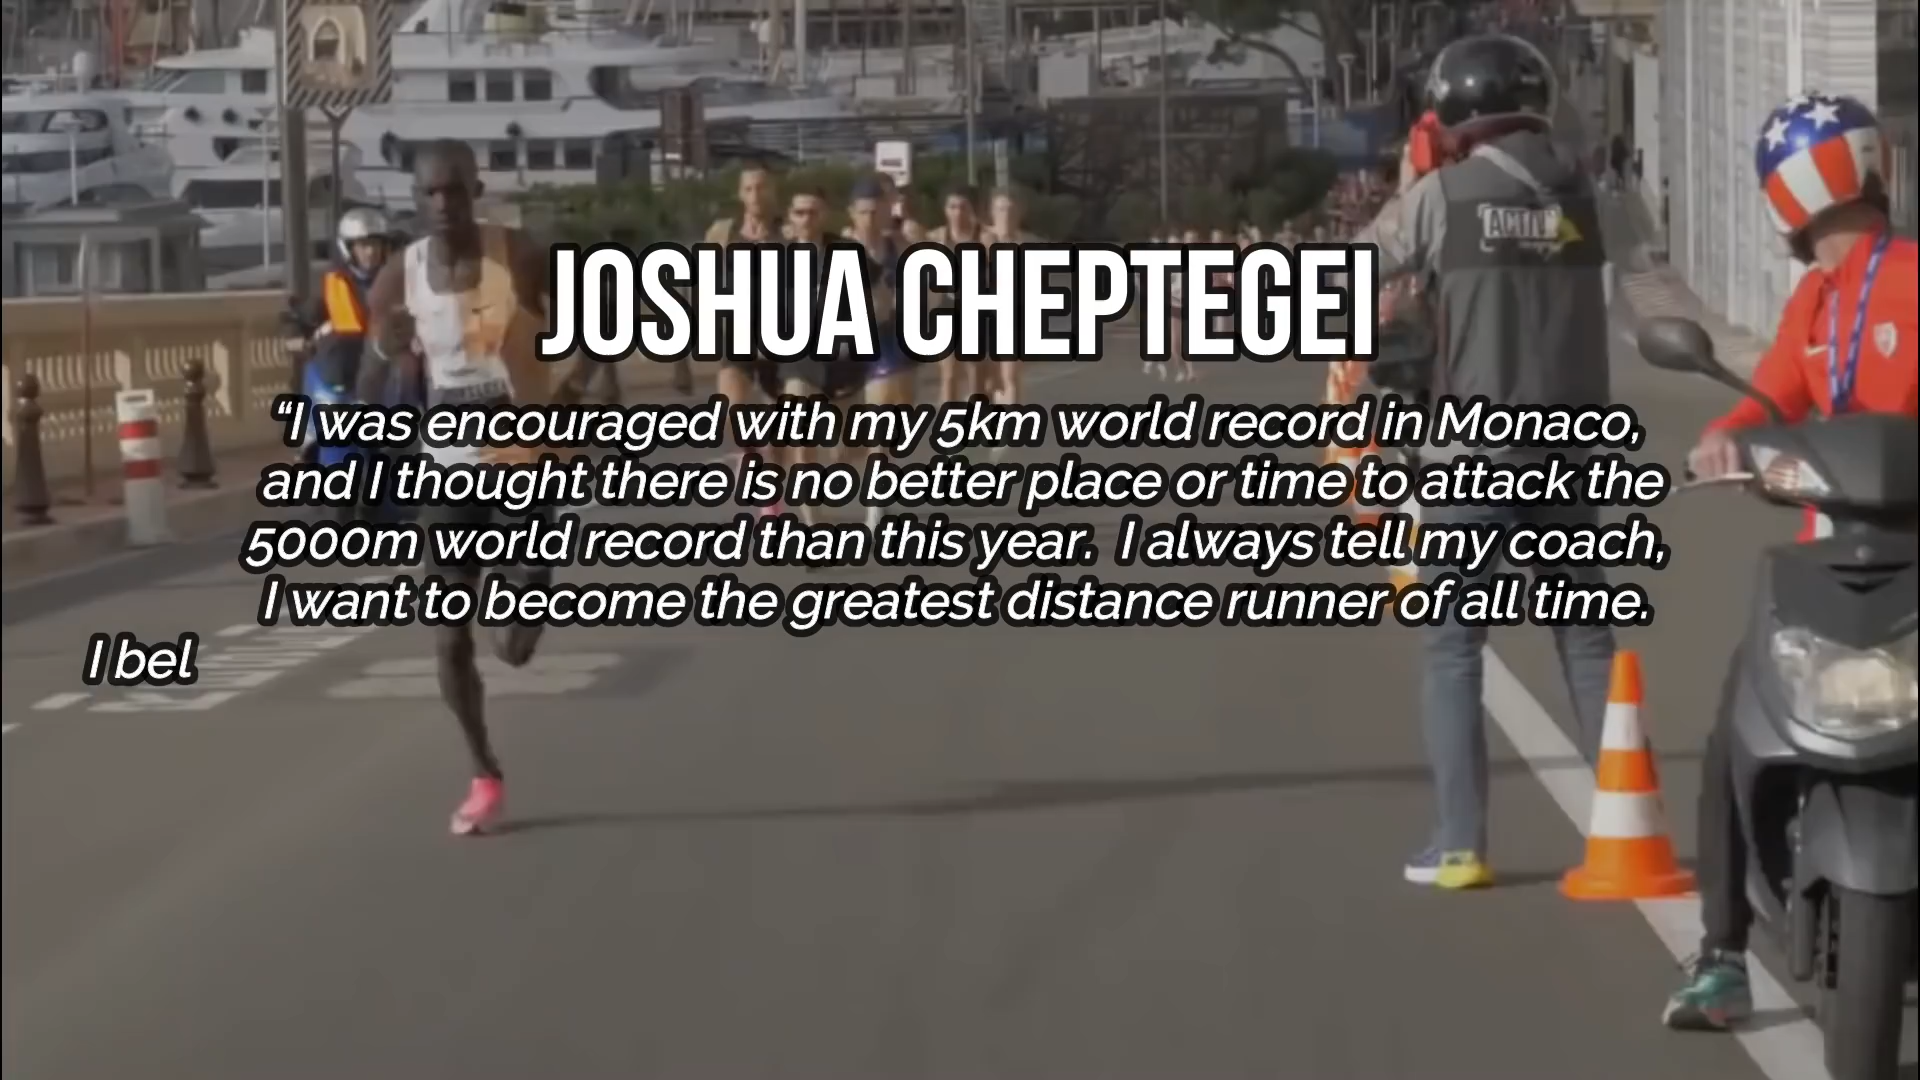 JOSHUA CHEPTEGEI
“I was encouraged with my 5km world record in Monaco,
and I thought there is no better place or time to attack the
5000m world record than this year. I always tell my coach,
I want to become the greatest distance runner of all time.
I bel